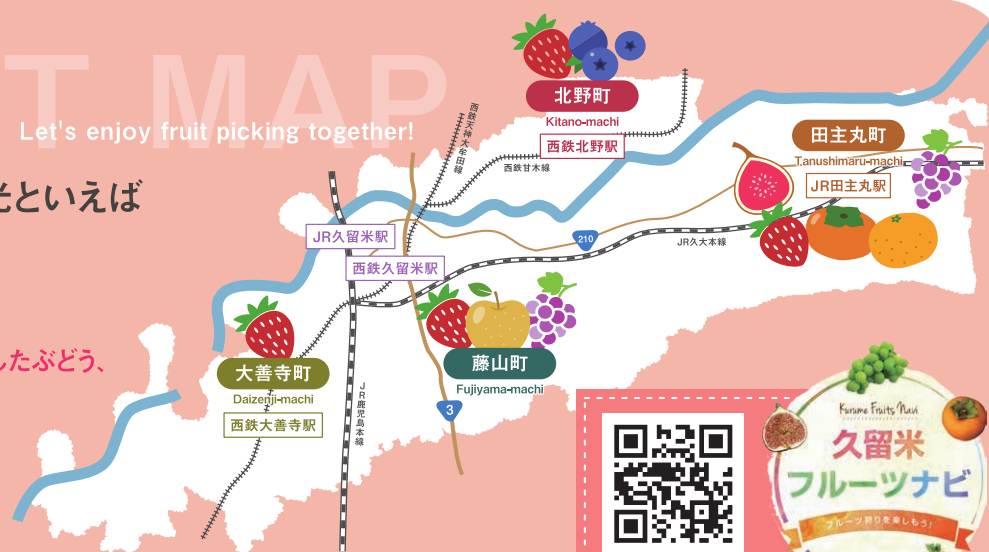 T MAP
Let's enjoy fruit picking together!
といえば
したぶどう、
北野町
Kitano-machi
西鉄北野駅
西鉄天神大牟田線
西鉄甘木線
田主丸町
Tanushimaru-machi
JR田主丸駅
JR久留米駅
西鉄久留米駅
210
JR久大本線
藤山町
Fujiyama-machi
3
大善寺町
Daizenji-machi
西鉄大善寺駅
JR鹿児島本線
Kurume Fruits Navi
久留米
フルーツナビ
フルーツ狩りを楽しもう!